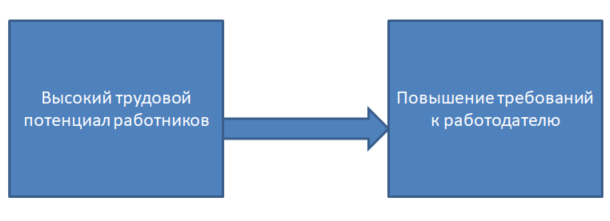 Высокий трудовой
потенциал работников
Повышение требований
к работодателю